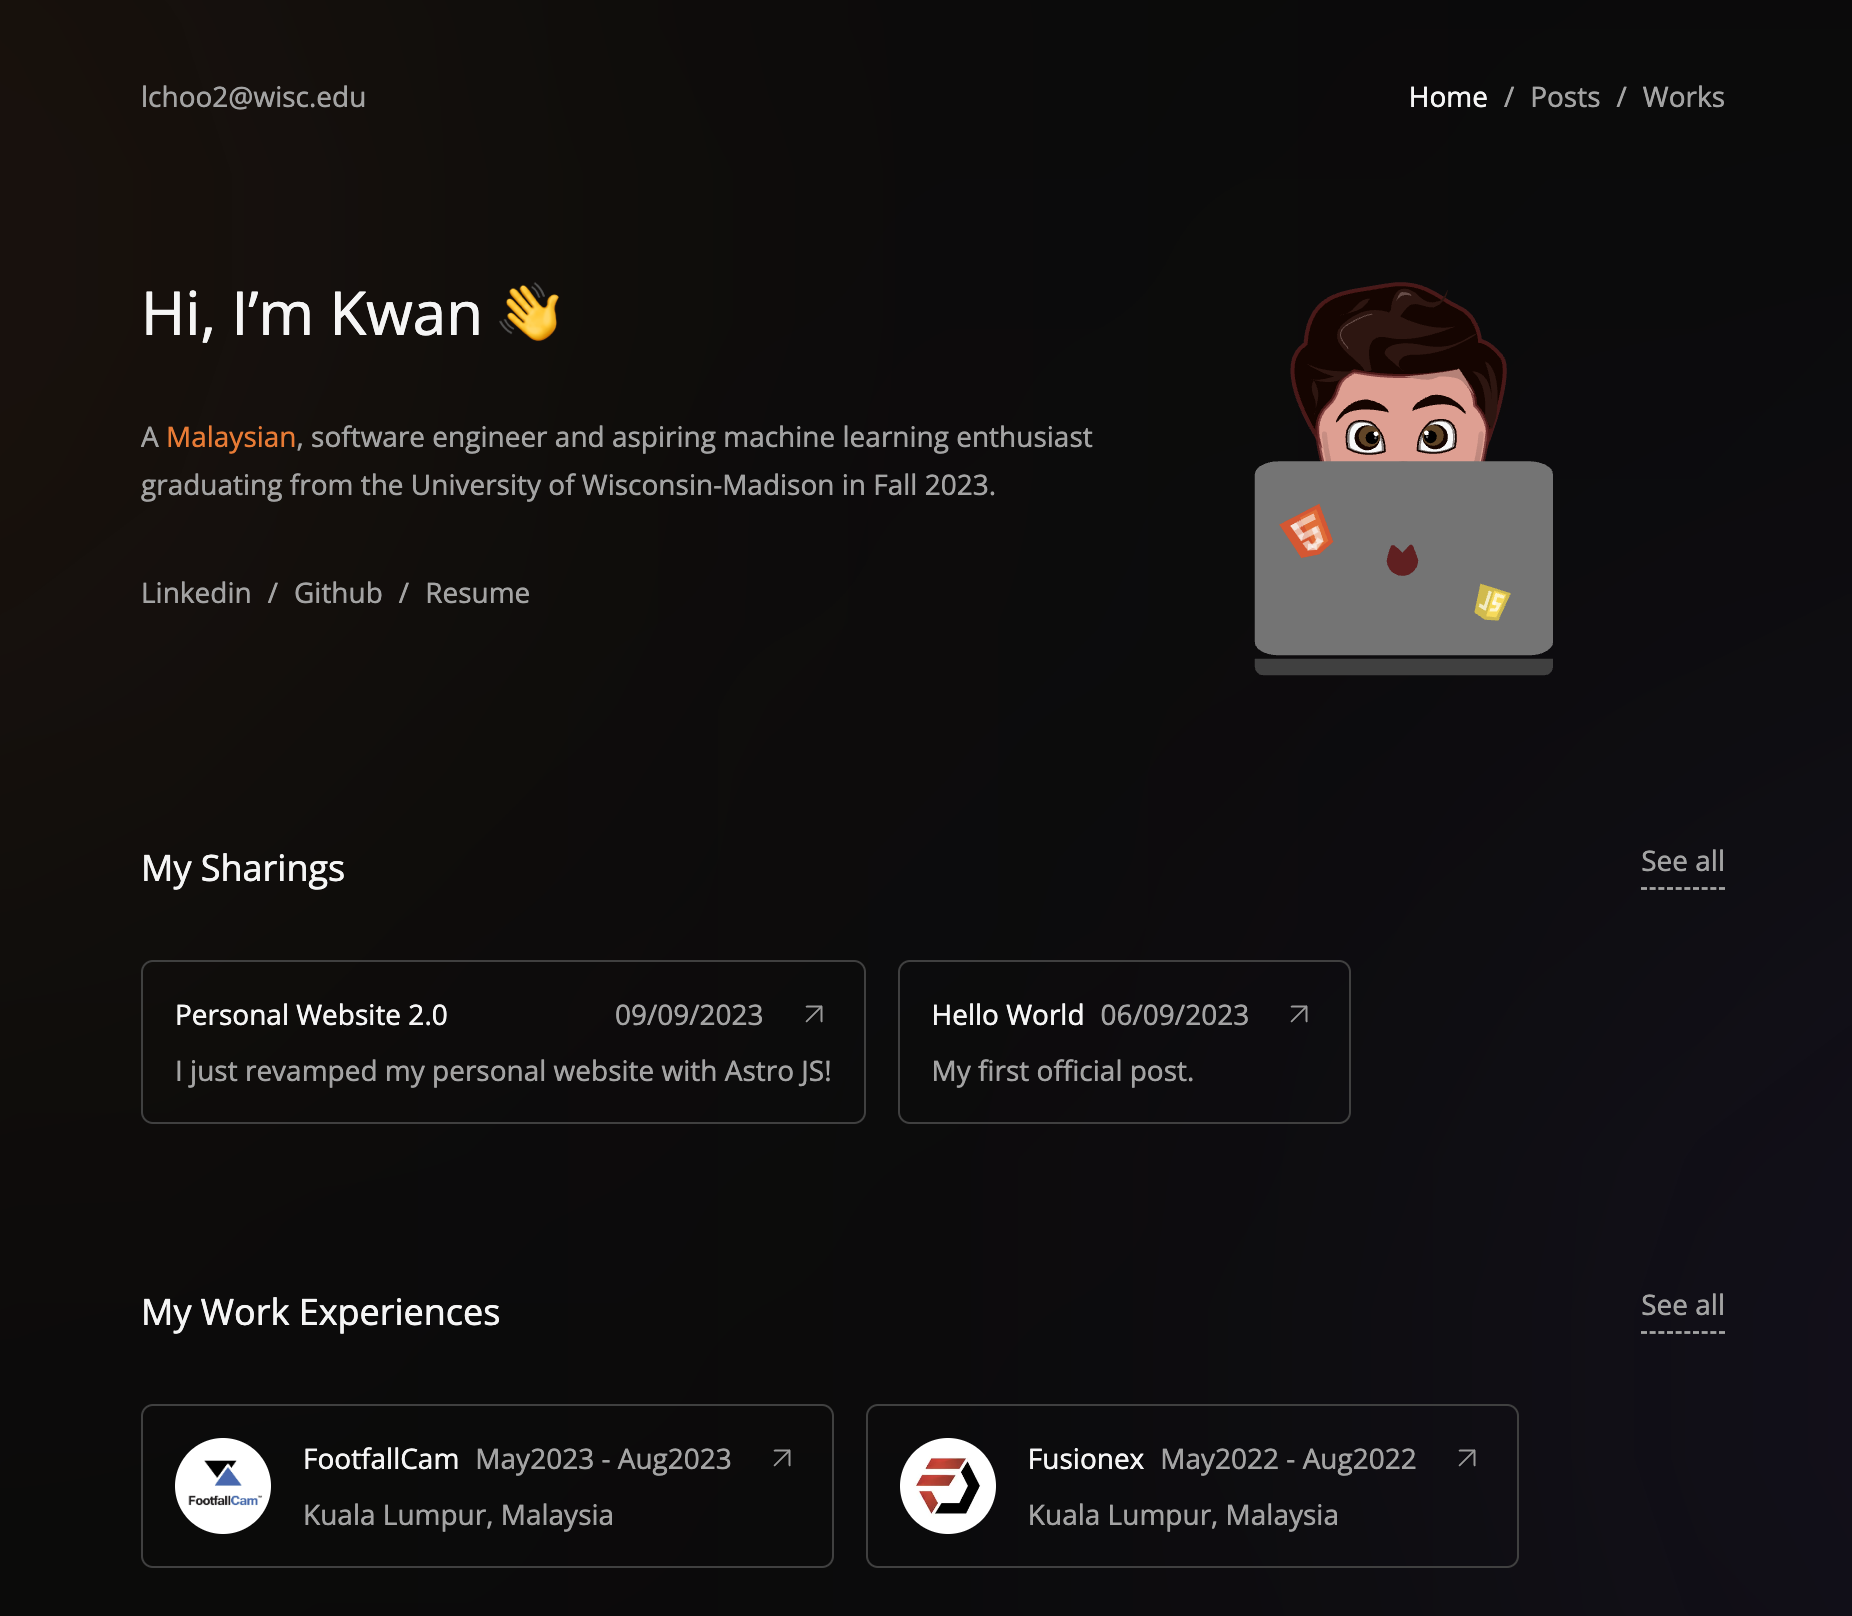 lchoo2@wisc.edu
Home / Posts / Works
Hi, I’m Kwan 👋
A Malaysian, software engineer and aspiring machine learning enthusiast
graduating from the University of Wisconsin-Madison in Fall 2023.
Linkedin / Github / Resume
5
JS
My Sharings
See all
Personal Website 2.0 09/09/2023
I just revamped my personal website with Astro JS!
Hello World 06/09/2023
My first official post.
My Work Experiences
See all
FootfallCam™
FootfallCam May2023 - Aug2023
Kuala Lumpur, Malaysia
Fusionex May2022 - Aug2022
Kuala Lumpur, Malaysia